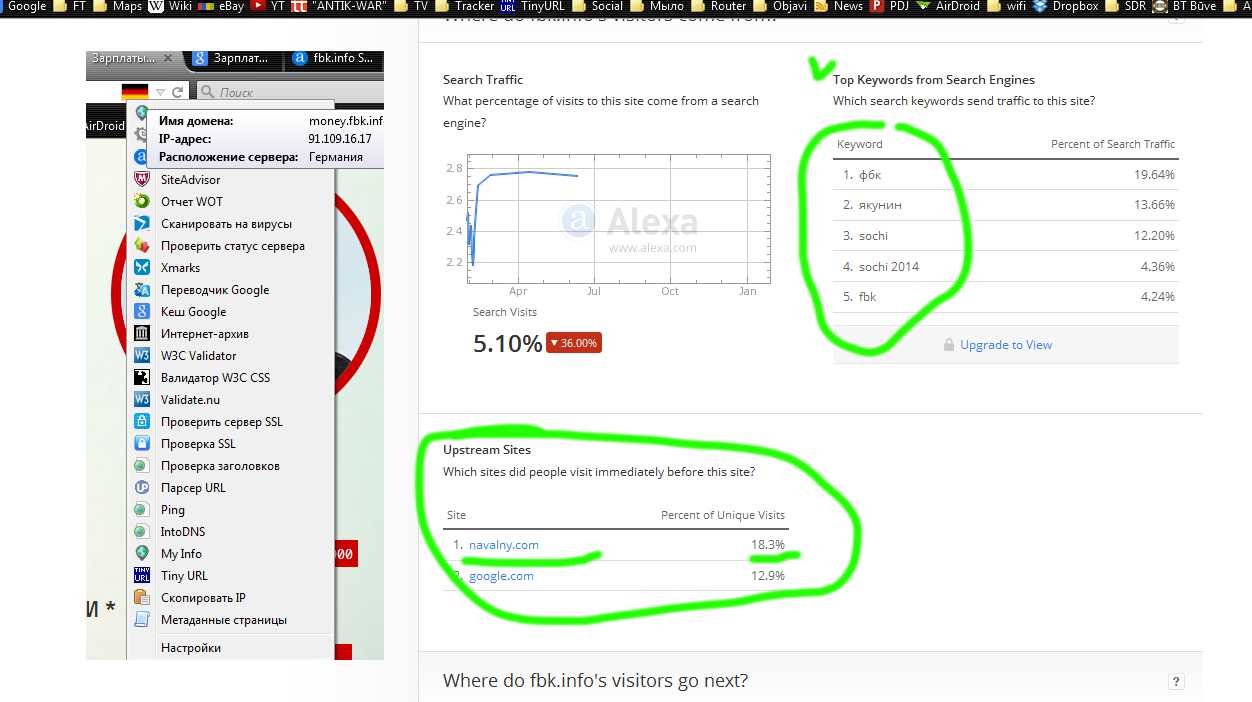 Google FT Maps Wiki eBay YT "ANTIK-WAR" TV Tracker TinyURL Social Мыло Router Objavi News PDJ AirDroid wifi Dropbox SDR BT Būve
Where do fbk.info's visitors come from?
Зарплаты... × Зарплат... fbk.info S...
Поиск
AirDroid
Имя домена: money.fbk.inf
IP-адрес: 91.109.16.17
Расположение сервера: Германия
SiteAdvisor
Отчет WOT
Сканировать на вирусы
Проверить статус сервера
Xmarks
Переводчик Google
Кеш Google
Интернет-архив
W3C Validator
Валидатор W3C CSS
Validate.nu
Проверить сервер SSL
Проверка SSL
Проверка заголовков
Парсер URL
Ping
IntoDNS
My Info
Tiny URL
Скопировать IP
Метаданные страницы
Настройки
00
И *
Search Traffic
What percentage of visits to this site come from a search
engine?
2.8
2.6
2.4
2.2
Alexa
www.alexa.com
Apr Jul Oct Jan
Search Visits
5.10% 36.00%
Top Keywords from Search Engines
Which search keywords send traffic to this site?
Keyword Percent of Search Traffic
1. фбк 19.64%
2. якунин 13.66%
3. sochi 12.20%
4. sochi 2014 4.36%
5. fbk 4.24%
Upgrade to View
Upstream Sites
Which sites did people visit immediately before this site?
Site Percent of Unique Visits
1. navalny.com 18.3%
2. google.com 12.9%
Where do fbk.info's visitors go next? ?